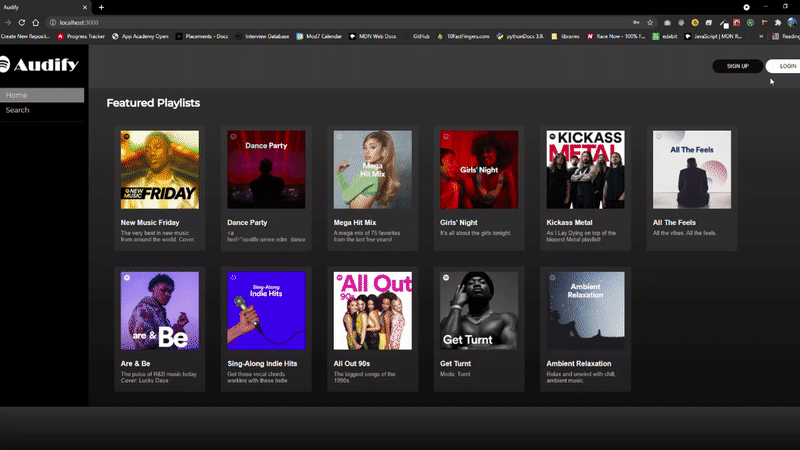 Audify
localhost:3000
Create New Reposit...
Progress Tracker
App Academy Open
Placements - Web Docs
Interview Database
Mod7 Calendar
MDN Web Docs
GitHub
10FastFingers.com
pythonDocs 3.9.
libraries
Race Now - 100% F...
edabit
JavaScript | MDN R...
»
Reading
Audify
SIGN UP
LOGIN
Home
Search
Featured Playlists
NEW MUSIC FRIDAY
Dance Party
Mega
Hit Mix
Girls' Night
KICKASS
METAL
All The Feels
New Music Friday
The very best in new music
from around the world. Cover:
Dance Party
<a
href="spotify:genre:edm_dance
Mega Hit Mix
A mega mix of 75 favorites
from the last few years!
Girls' Night
It's all about the girls tonight.
Kickass Metal
As I Lay Dying on top of the
biggest Metal playlist!
All The Feels
All the vibes. All the feels.
are & Be
Sing-Along
Indie Hits
All Out
90s
Get Turnt
Ambient
Relaxation
Are & Be
The pulse of R&B music today.
Cover: Lucky Daye
Sing-Along Indie Hits
Get those vocal chords
working with these Indie
All Out 90s
The biggest songs of the
1990s.
Get Turnt
Mode: Turnt
Ambient Relaxation
Relax and unwind with chill,
ambient music.